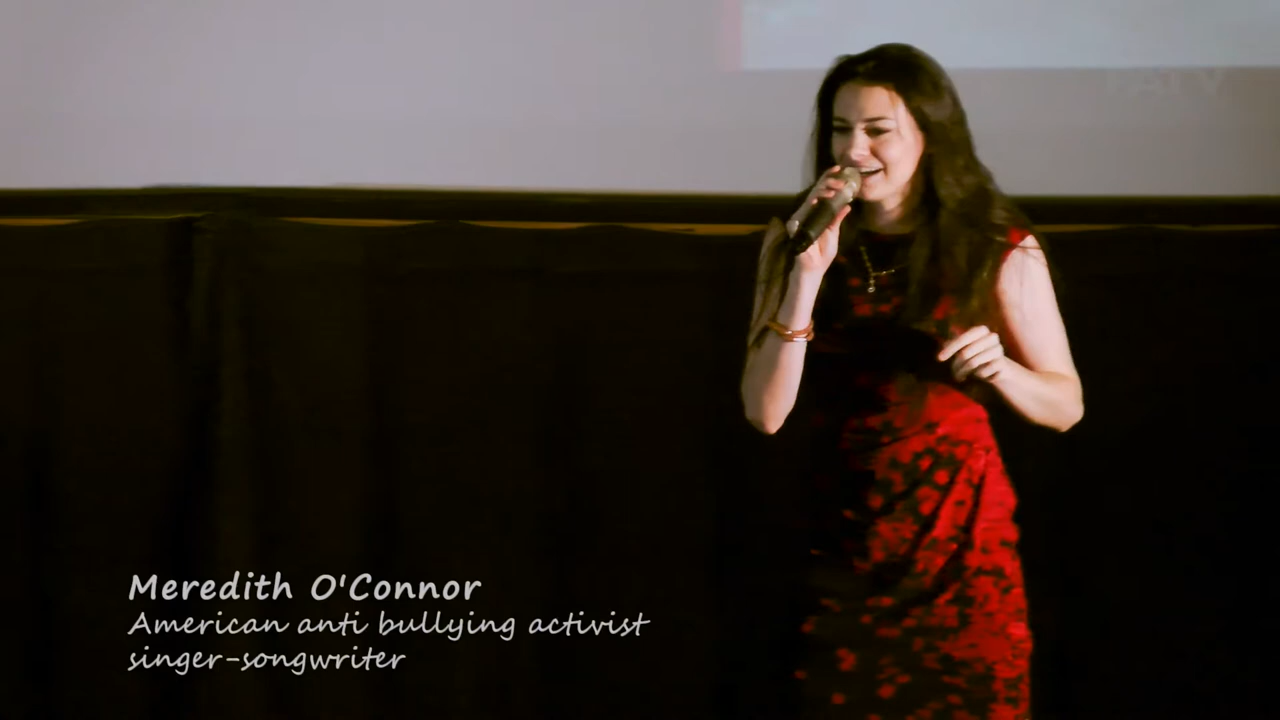 Meredith O'Connor
American anti bullying activist
singer-songwriter